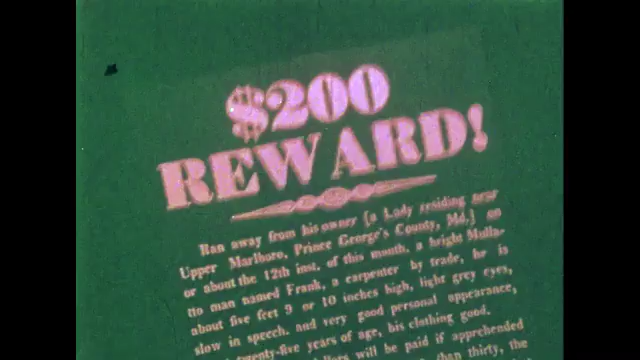 $200
REWARD!
Ran away from his owner [a Lady residing near
Upper Marlboro, Prince George's County, Md.] on
or about the 12th inst. of this month, a bright Mulla-
tto man named Frank, a carpenter by trade, he is
about five feet 9 or 10 inches high, light grey eyes,
slow in speech, and very good personal appearance,
twenty-five years of age, his clothing good.
will be paid if apprehended
than thirty, the